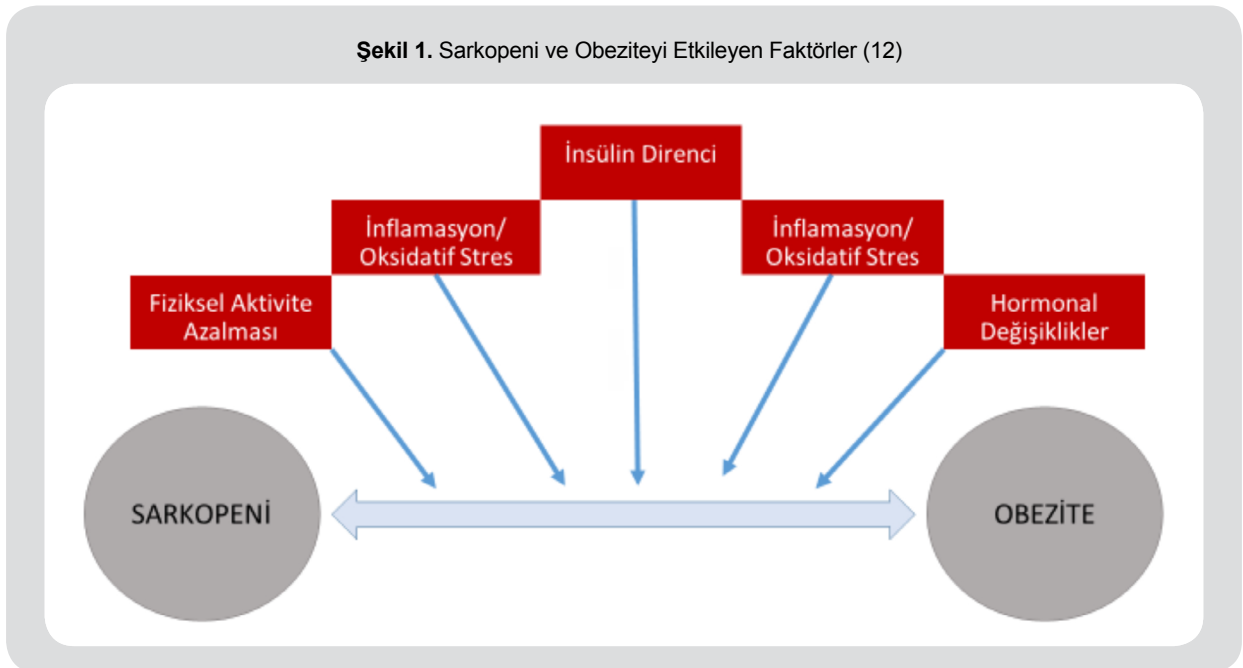 Şekil 1. Sarkopeni ve Obeziteyi Etkileyen Faktörler (12)
İnsülin Direnci
İnflamasyon/
Oksidatif Stres
İnflamasyon/
Oksidatif Stres
Fiziksel Aktivite
Azalması
Hormonal
Değişiklikler
SARKOPENİ
OBEZİTE